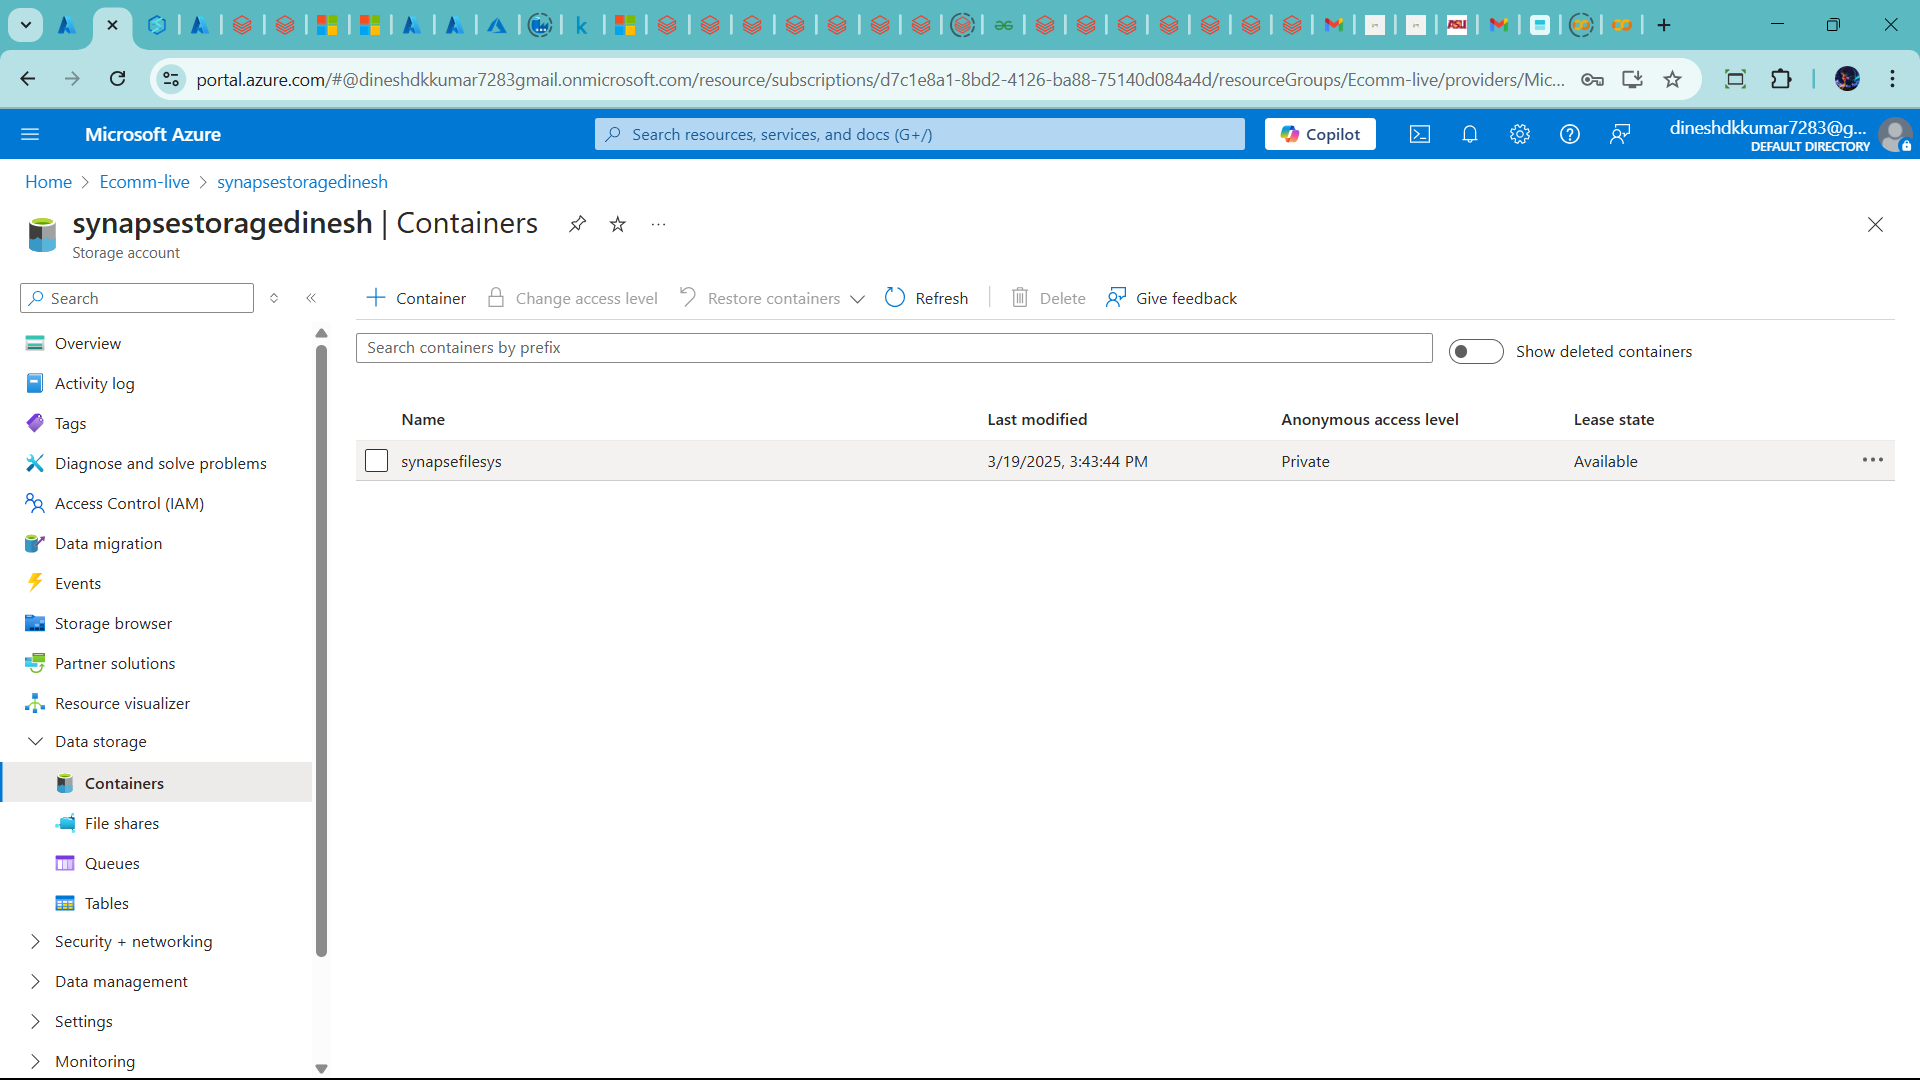 portal.azure.com/#@dineshdkkumar7283gmail.onmicrosoft.com/resource/subscriptions/d7c1e8a1-8bd2-4126-ba88-75140d084a4d/resourceGroups/Ecomm-live/providers/Mic...
Microsoft Azure
Search resources, services, and docs (G+/)
Copilot
dineshdkkumar7283@g...
DEFAULT DIRECTORY
Home
Ecomm-live
synapsestoragedinesh
synapsestoragedinesh | Containers
Storage account
Search
Container
Change access level
Restore containers
Refresh
Delete
Give feedback
Search containers by prefix
Show deleted containers
Name
Last modified
Anonymous access level
Lease state
synapsefilesys
3/19/2025, 3:43:44 PM
Private
Available
Overview
Activity log
Tags
Diagnose and solve problems
Access Control (IAM)
Data migration
Events
Storage browser
Partner solutions
Resource visualizer
Data storage
Containers
File shares
Queues
Tables
Security + networking
Data management
Settings
Monitoring